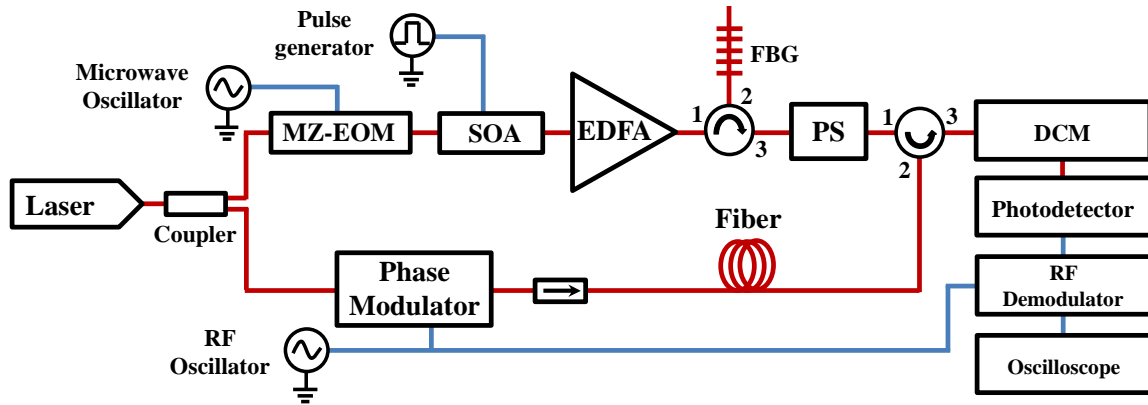 Pulse
generator
FBG
Microwave
Oscillator
MZ-EOM
SOA
EDFA
1
2
3
PS
1
3
2
DCM
Laser
Coupler
Fiber
Photodetector
Phase
Modulator
RF
Demodulator
RF
Oscillator
Oscilloscope